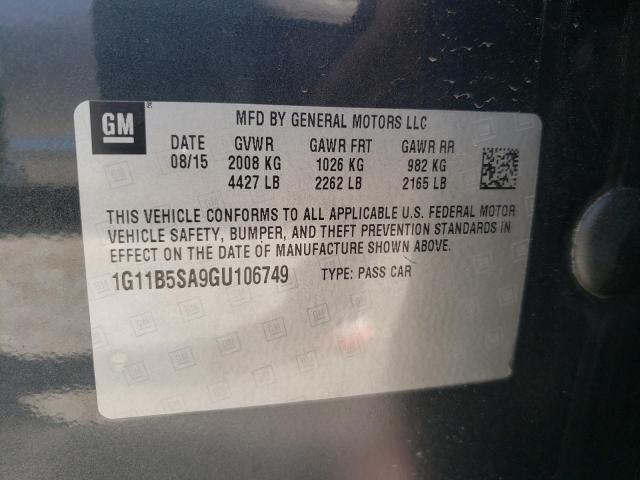 GM
MFD BY GENERAL MOTORS LLC
DATE GVWR GAWR FRT GAWR RR
08/15 2008 KG 1026 KG 982 KG
4427 LB 2262 LB 2165 LB
THIS VEHICLE CONFORMS TO ALL APPLICABLE U.S. FEDERAL MOTOR
VEHICLE SAFETY, BUMPER, AND THEFT PREVENTION STANDARDS IN
EFFECT ON THE DATE OF MANUFACTURE SHOWN ABOVE.
1G11B5SA9GU106749 TYPE: PASS CAR